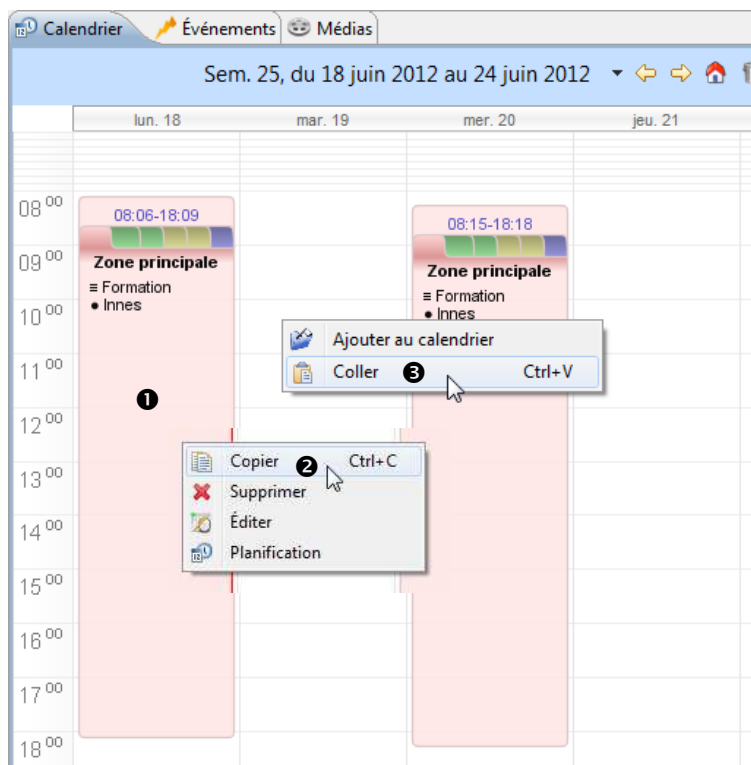 Calendrier Événements Médias
Sem. 25, du 18 juin 2012 au 24 juin 2012
lun. 18 mar. 19 mer. 20 jeu. 21
08 00
08:06-18:09
08:15-18:18
09 00
Zone principale
Zone principale
≡ Formation
≡ Formation
● Innes
● Innes
10 00
Ajouter au calendrier
11 00
Coller ❸ Ctrl+V
❶
12 00
Copier ❷ Ctrl+C
13 00
Supprimer
Éditer
14 00
Planification
15 00
16 00
17 00
18 00